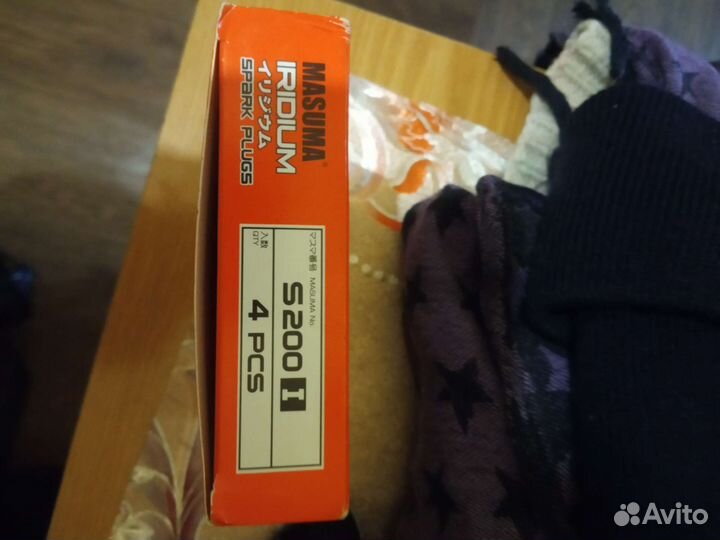 MASUMA®
IRIDIUM
イリジウム
SPARK PLUGS
マスマ番号 MASUMA No.
S200 I
入数
QTY
4 PCS
Avito